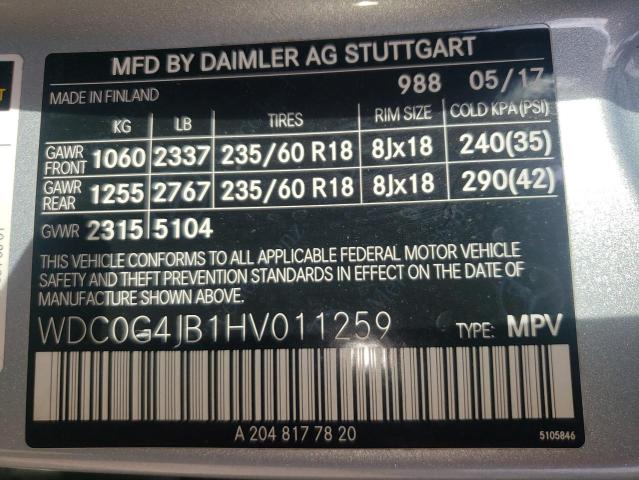 MFD BY DAIMLER AG STUTTGART
988 05/17
MADE IN FINLAND
KG LB TIRES RIM SIZE COLD KPA(PSI)
GAWR FRONT 1060 2337 235/60 R18 8Jx18 240(35)
GAWR REAR 1255 2767 235/60 R18 8Jx18 290(42)
GVWR 2315 5104
THIS VEHICLE CONFORMS TO ALL APPLICABLE FEDERAL MOTOR VEHICLE
SAFETY AND THEFT PREVENTION STANDARDS IN EFFECT ON THE DATE OF
MANUFACTURE SHOWN ABOVE.
WDC0G4JB1HV011259 TYPE: MPV
A 204 817 78 20
5105846